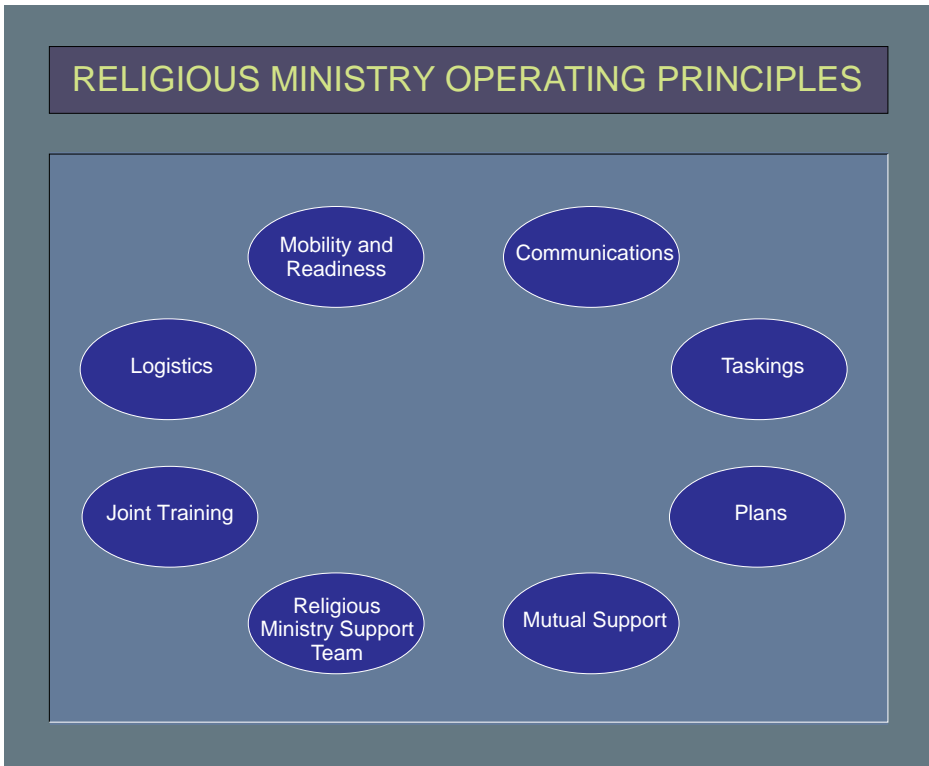 RELIGIOUS MINISTRY OPERATING PRINCIPLES
Mobility and
Readiness
Communications
Logistics
Taskings
Joint Training
Plans
Religious
Ministry Support
Team
Mutual Support